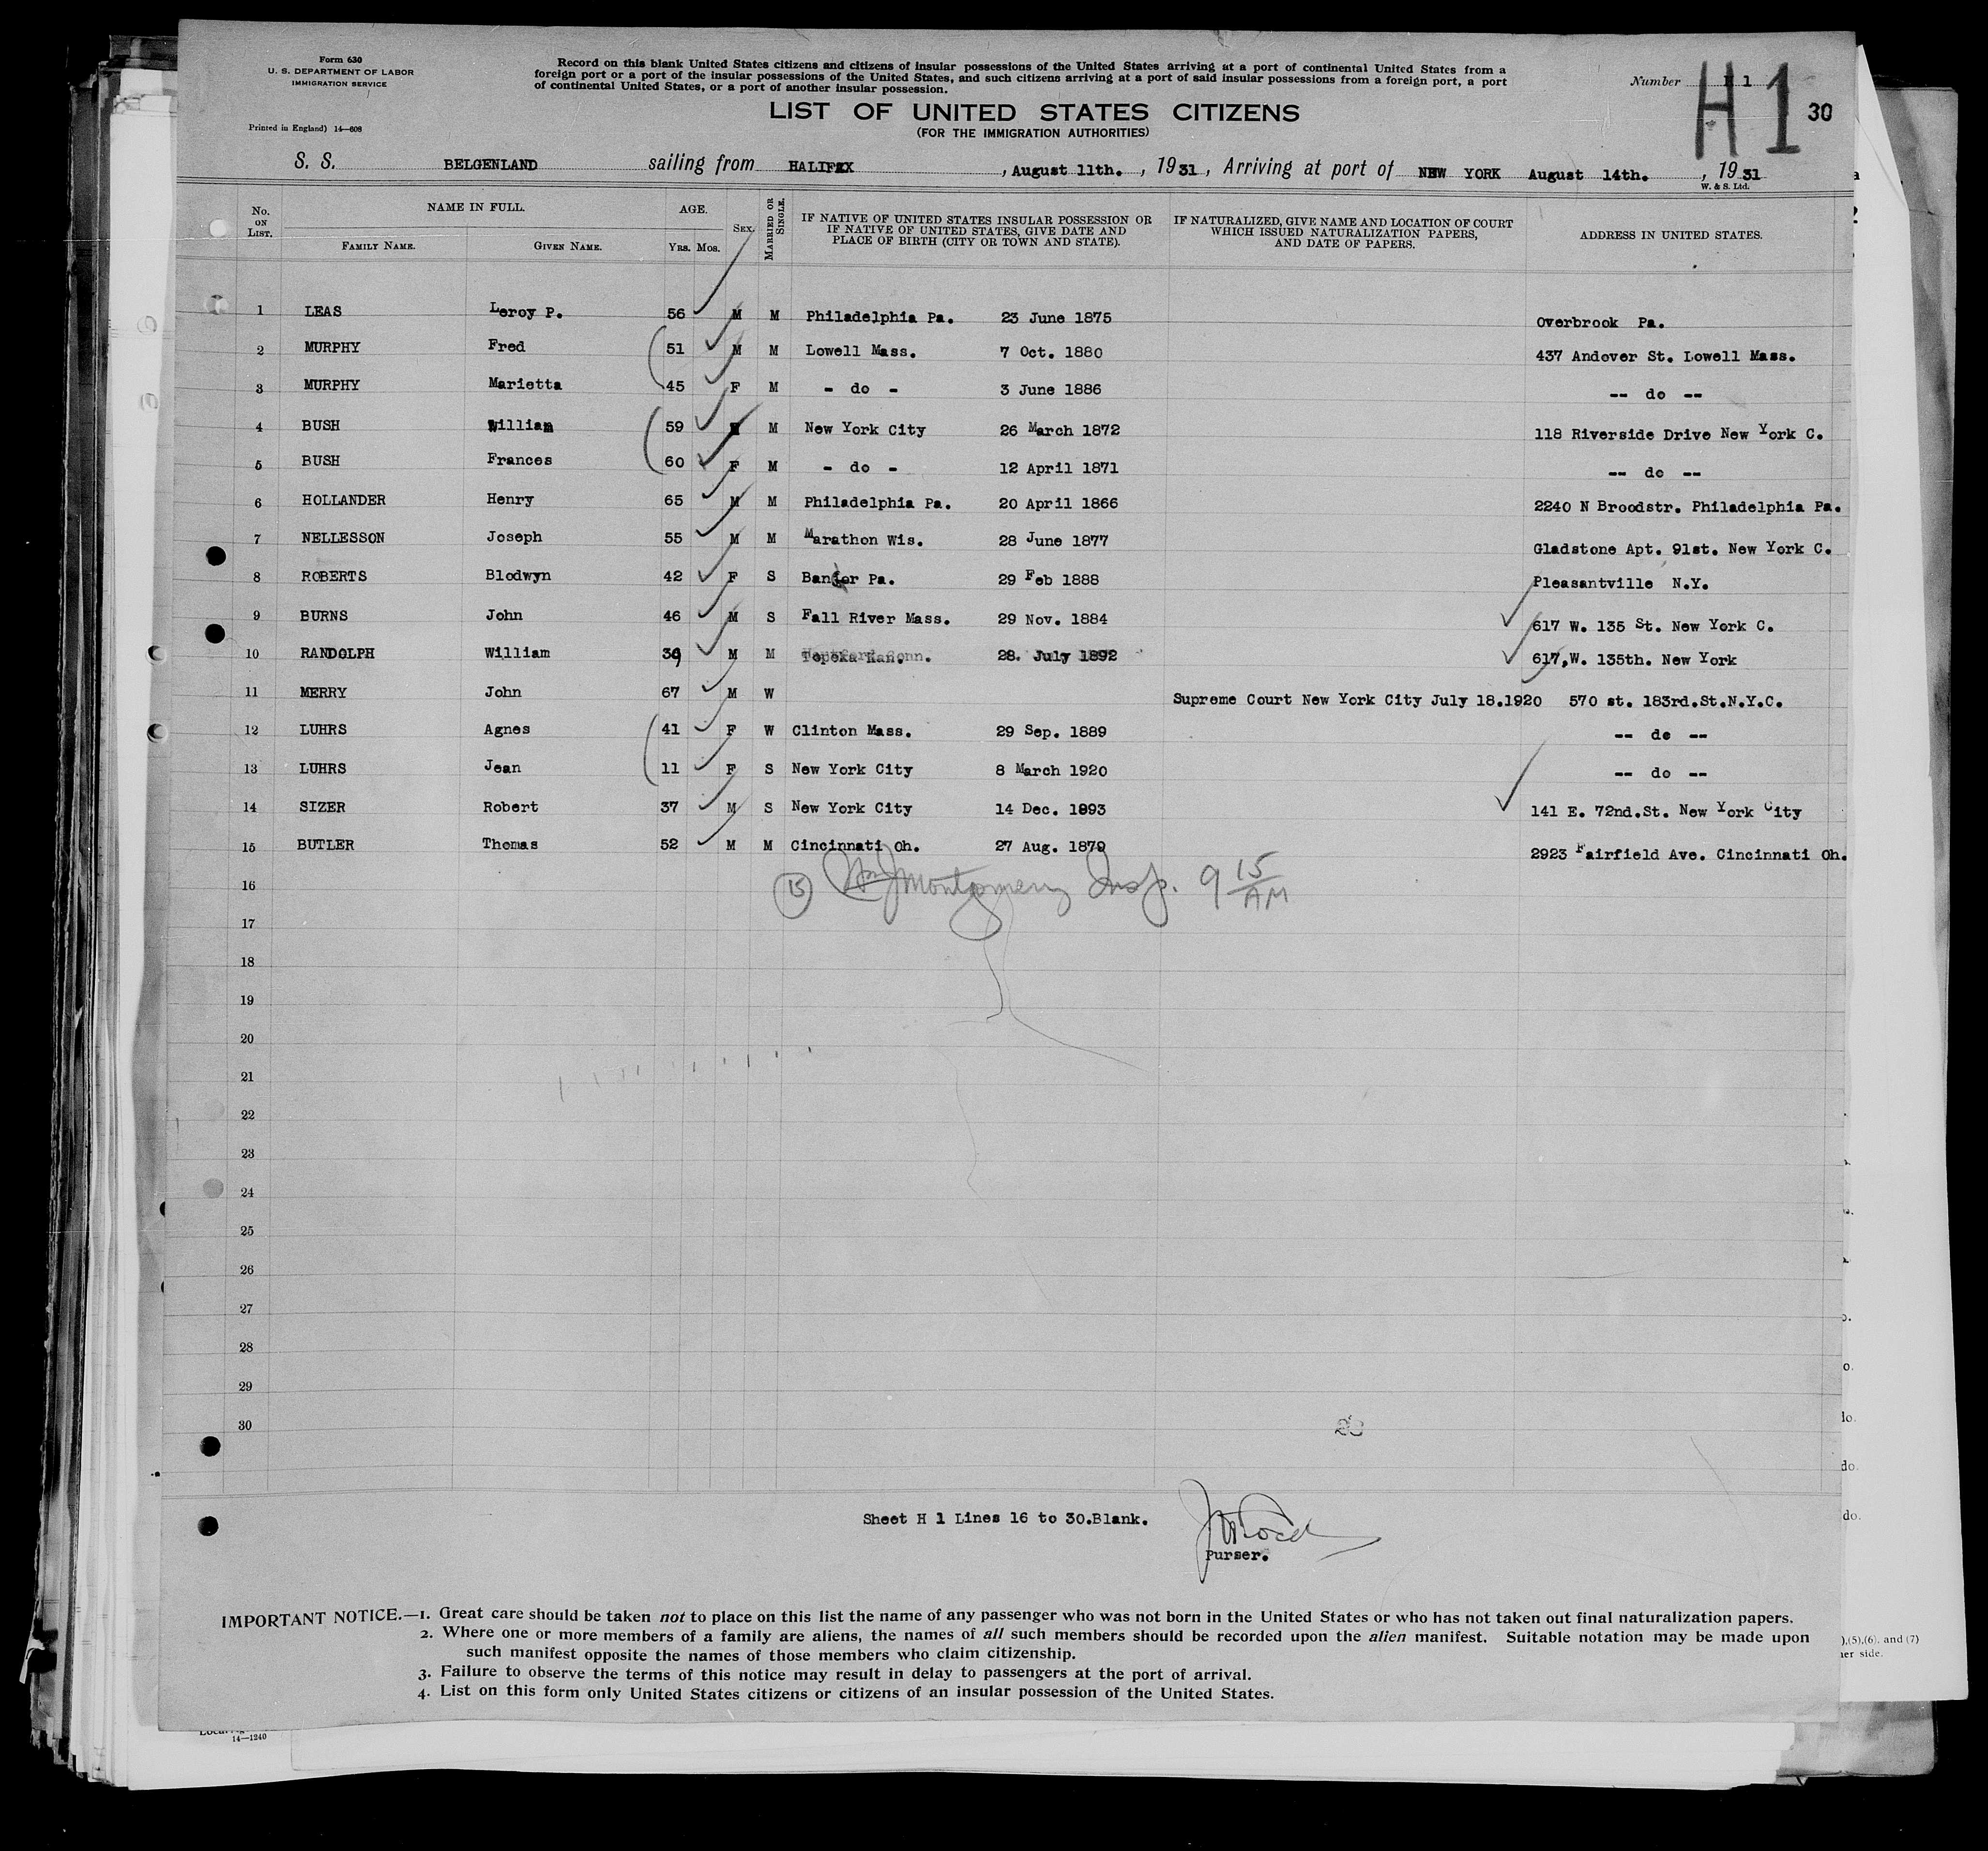 Form 630
U. S. DEPARTMENT OF LABOR
IMMIGRATION SERVICE
Printed in England) 14—608
Record on this blank United States citizens and citizens of insular possessions of the United States arriving at a port of continental United States from a
foreign port or a port of the insular possessions of the United States, and such citizens arriving at a port of said insular possessions from a foreign port, a port
of continental United States, or a port of another insular possession.
Number H 1
H1 30
LIST OF UNITED STATES CITIZENS
(FOR THE IMMIGRATION AUTHORITIES)
S. S. BELGENLAND sailing from HALIFAX , August 11th. , 1931, Arriving at port of NEW YORK August 14th. , 1931
W. & S. Ltd.
No. ON LIST. NAME IN FULL. FAMILY NAME. GIVEN NAME. AGE. Yrs. Mos. SEX. MARRIED OR SINGLE. IF NATIVE OF UNITED STATES INSULAR POSSESSION OR IF NATIVE OF UNITED STATES, GIVE DATE AND PLACE OF BIRTH (CITY OR TOWN AND STATE). IF NATURALIZED, GIVE NAME AND LOCATION OF COURT WHICH ISSUED NATURALIZATION PAPERS, AND DATE OF PAPERS. ADDRESS IN UNITED STATES.
1 LEAS Leroy P. 56 M M Philadelphia Pa. 23 June 1875 Overbrook Pa.
2 MURPHY Fred 51 M M Lowell Mass. 7 Oct. 1880 437 Andover St. Lowell Mass.
3 MURPHY Marietta 45 F M - do - 3 June 1886 -- do --
4 BUSH William 59 M M New York City 26 March 1872 118 Riverside Drive New York C.
5 BUSH Frances 60 F M - do - 12 April 1871 -- do --
6 HOLLANDER Henry 65 M M Philadelphia Pa. 20 April 1866 2240 N Broodstr. Philadelphia Pa.
7 NELLESSON Joseph 55 M M Marathon Wis. 28 June 1877 Gladstone Apt. 91st. New York C.
8 ROBERTS Blodwyn 42 F S Bangor Pa. 29 Feb 1888 Pleasantville N.Y.
9 BURNS John 46 M S Fall River Mass. 29 Nov. 1884 617 W. 135 St. New York C.
10 RANDOLPH William 39 M M Topeka Kan. 28. July 1892 617,W. 135th. New York
11 MERRY John 67 M W Supreme Court New York City July 18.1920 570 st. 183rd.St.N.Y.C.
12 LUHRS Agnes 41 F W Clinton Mass. 29 Sep. 1889 -- do --
13 LUHRS Jean 11 F S New York City 8 March 1920 -- do --
14 SIZER Robert 37 M S New York City 14 Dec. 1893 141 E. 72nd.St. New York City
15 BUTLER Thomas 52 M M Cincinnati Oh. 27 Aug. 1879 2923 Fairfield Ave. Cincinnati Oh.
16 15 Wm J Montgomery Insp. 9 15 AM
17
18
19
20
21
22
23
24
25
26
27
28
29
30
Sheet H 1 Lines 16 to 30.Blank.
Purser.
IMPORTANT NOTICE.—1. Great care should be taken not to place on this list the name of any passenger who was not born in the United States or who has not taken out final naturalization papers.
2. Where one or more members of a family are aliens, the names of all such members should be recorded upon the alien manifest. Suitable notation may be made upon
such manifest opposite the names of those members who claim citizenship.
3. Failure to observe the terms of this notice may result in delay to passengers at the port of arrival.
4. List on this form only United States citizens or citizens of an insular possession of the United States.
),(5),(6), and (7)
ner side.
14—1240